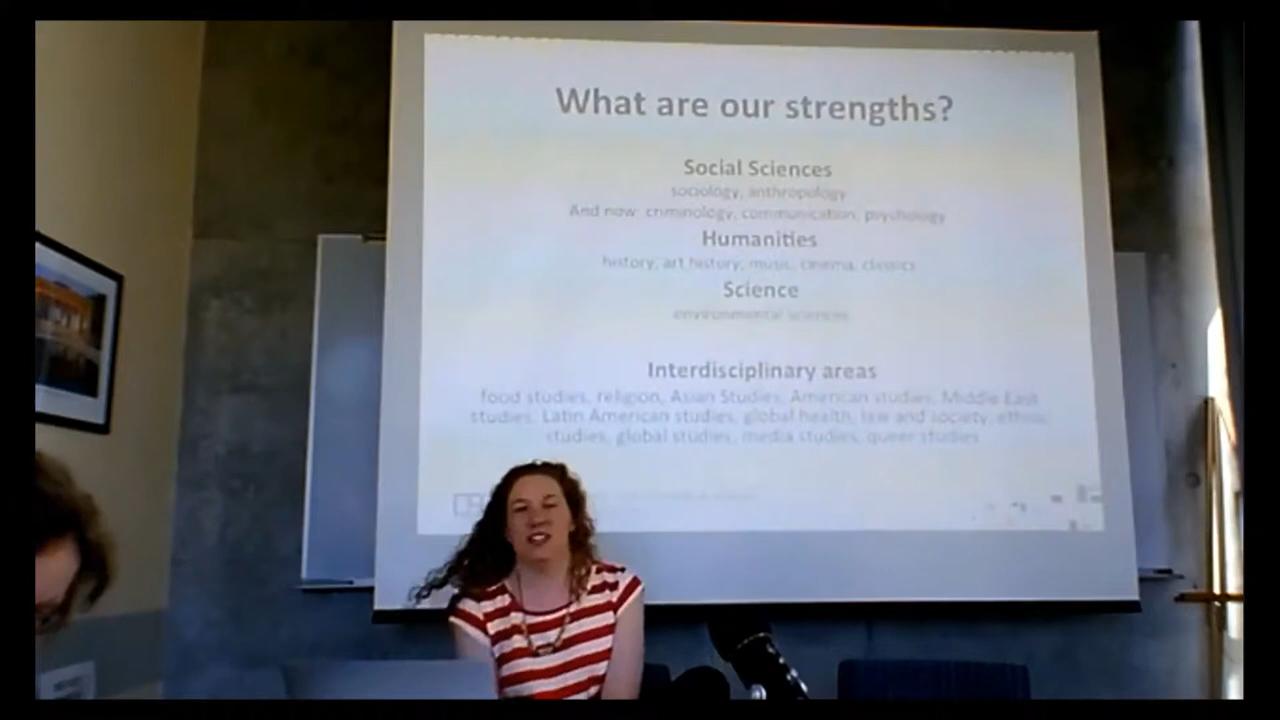 What are our strengths?
Social Sciences
sociology, anthropology
And now: criminology, communication, psychology
Humanities
history, art history, music, cinema, classics
Science
environmental sciences
Interdisciplinary areas
food studies, religion, Asian Studies, American studies, Middle East
studies, Latin American studies, global health, law and society, ethnic
studies, global studies, media studies, queer studies